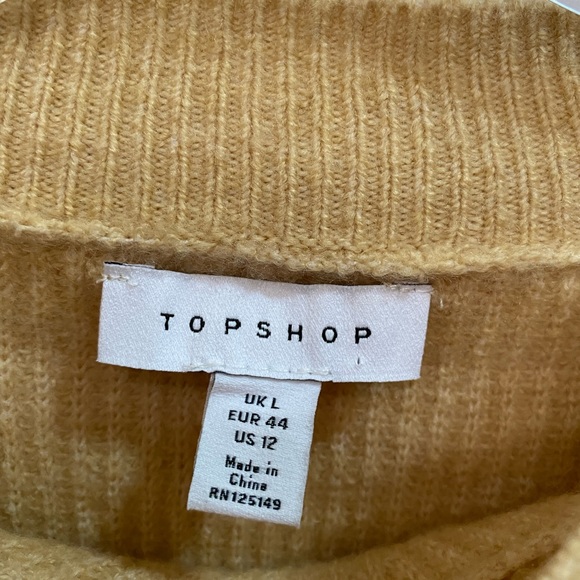 TOPSHOP
UK L
EUR 44
US 12
Made in
China
RN125149